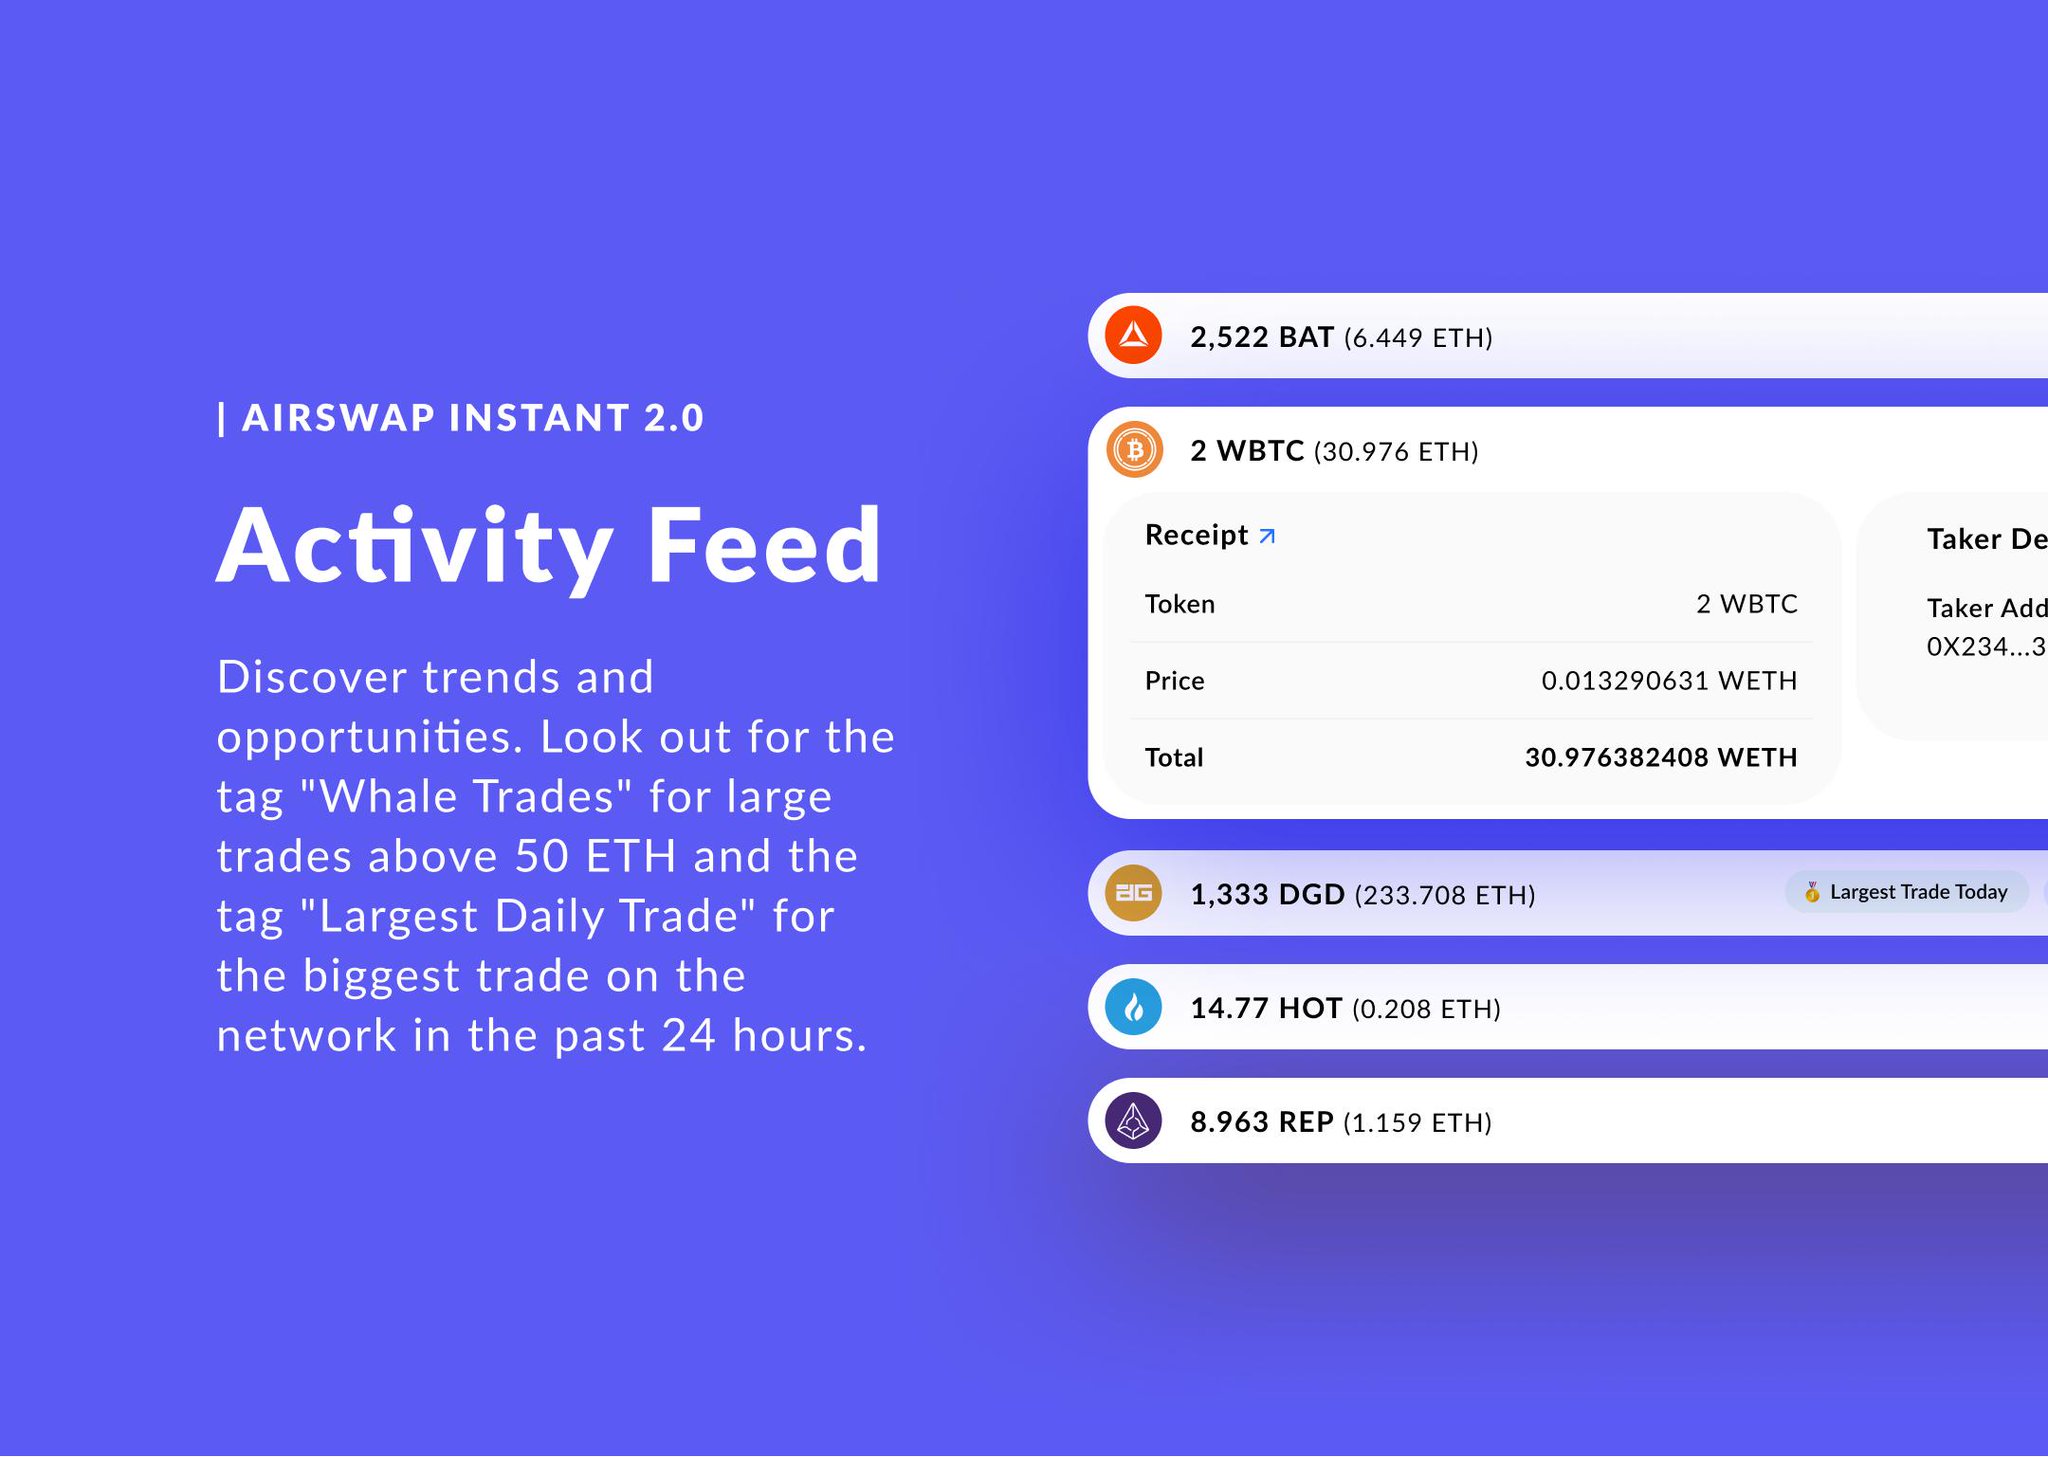 | AIRSWAP INSTANT 2.0
Activity Feed
Discover trends and
opportunities. Look out for the
tag "Whale Trades" for large
trades above 50 ETH and the
tag "Largest Daily Trade" for
the biggest trade on the
network in the past 24 hours.
2,522 BAT (6.449 ETH)
2 WBTC (30.976 ETH)
Receipt
Token 2 WBTC
Price 0.013290631 WETH
Total 30.976382408 WETH
Taker De
Taker Add
0X234...3
1,333 DGD (233.708 ETH)
Largest Trade Today
14.77 HOT (0.208 ETH)
8.963 REP (1.159 ETH)